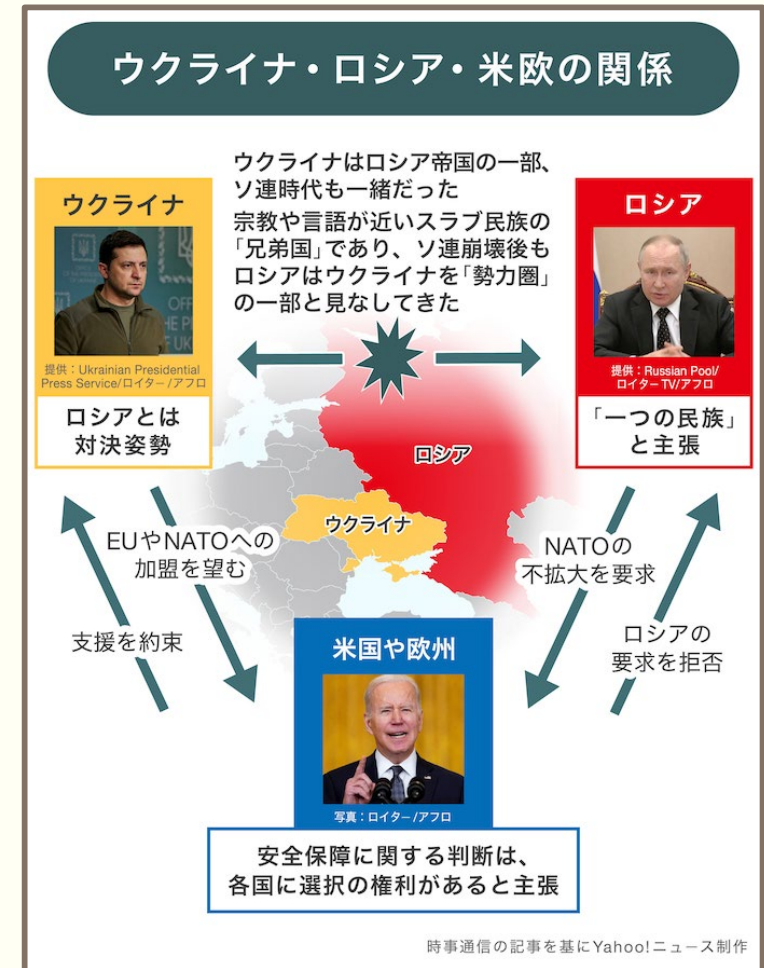 ウクライナ・ロシア・米欧の関係
ウクライナはロシア帝国の一部、
ソ連時代も一緒だった
宗教や言語が近いスラブ民族の
「兄弟国」であり、ソ連崩壊後も
ロシアはウクライナを「勢力圏」
の一部と見なしてきた
ウクライナ
提供：Ukrainian Presidential
Press Service/ロイター/アフロ
ロシアとは
対決姿勢
ロシア
提供：Russian Pool/
ロイターTV/アフロ
「一つの民族」
と主張
ロシア
ウクライナ
EUやNATOへの
加盟を望む
支援を約束
NATOの
不拡大を要求
ロシアの
要求を拒否
米国や欧州
写真：ロイター/アフロ
安全保障に関する判断は、
各国に選択の権利があると主張
時事通信の記事を基にYahoo!ニュース制作